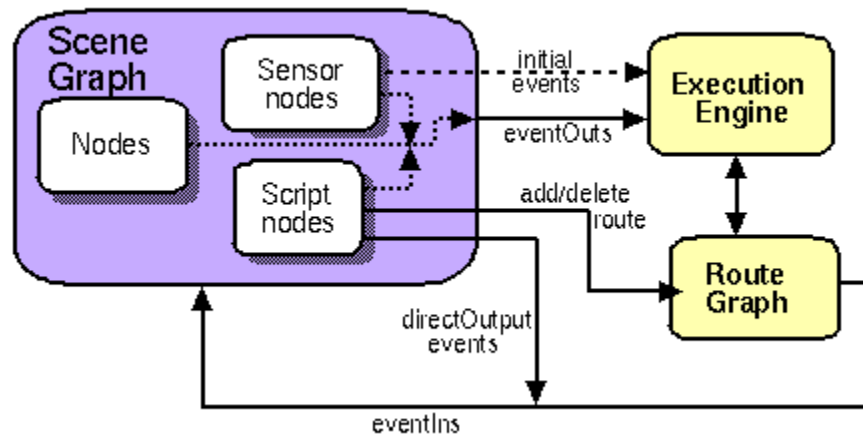 Scene
Graph
Sensor
nodes
Nodes
Script
nodes
initial
events
eventOuts
Execution
Engine
add/delete
route
Route
Graph
directOutput
events
eventIns